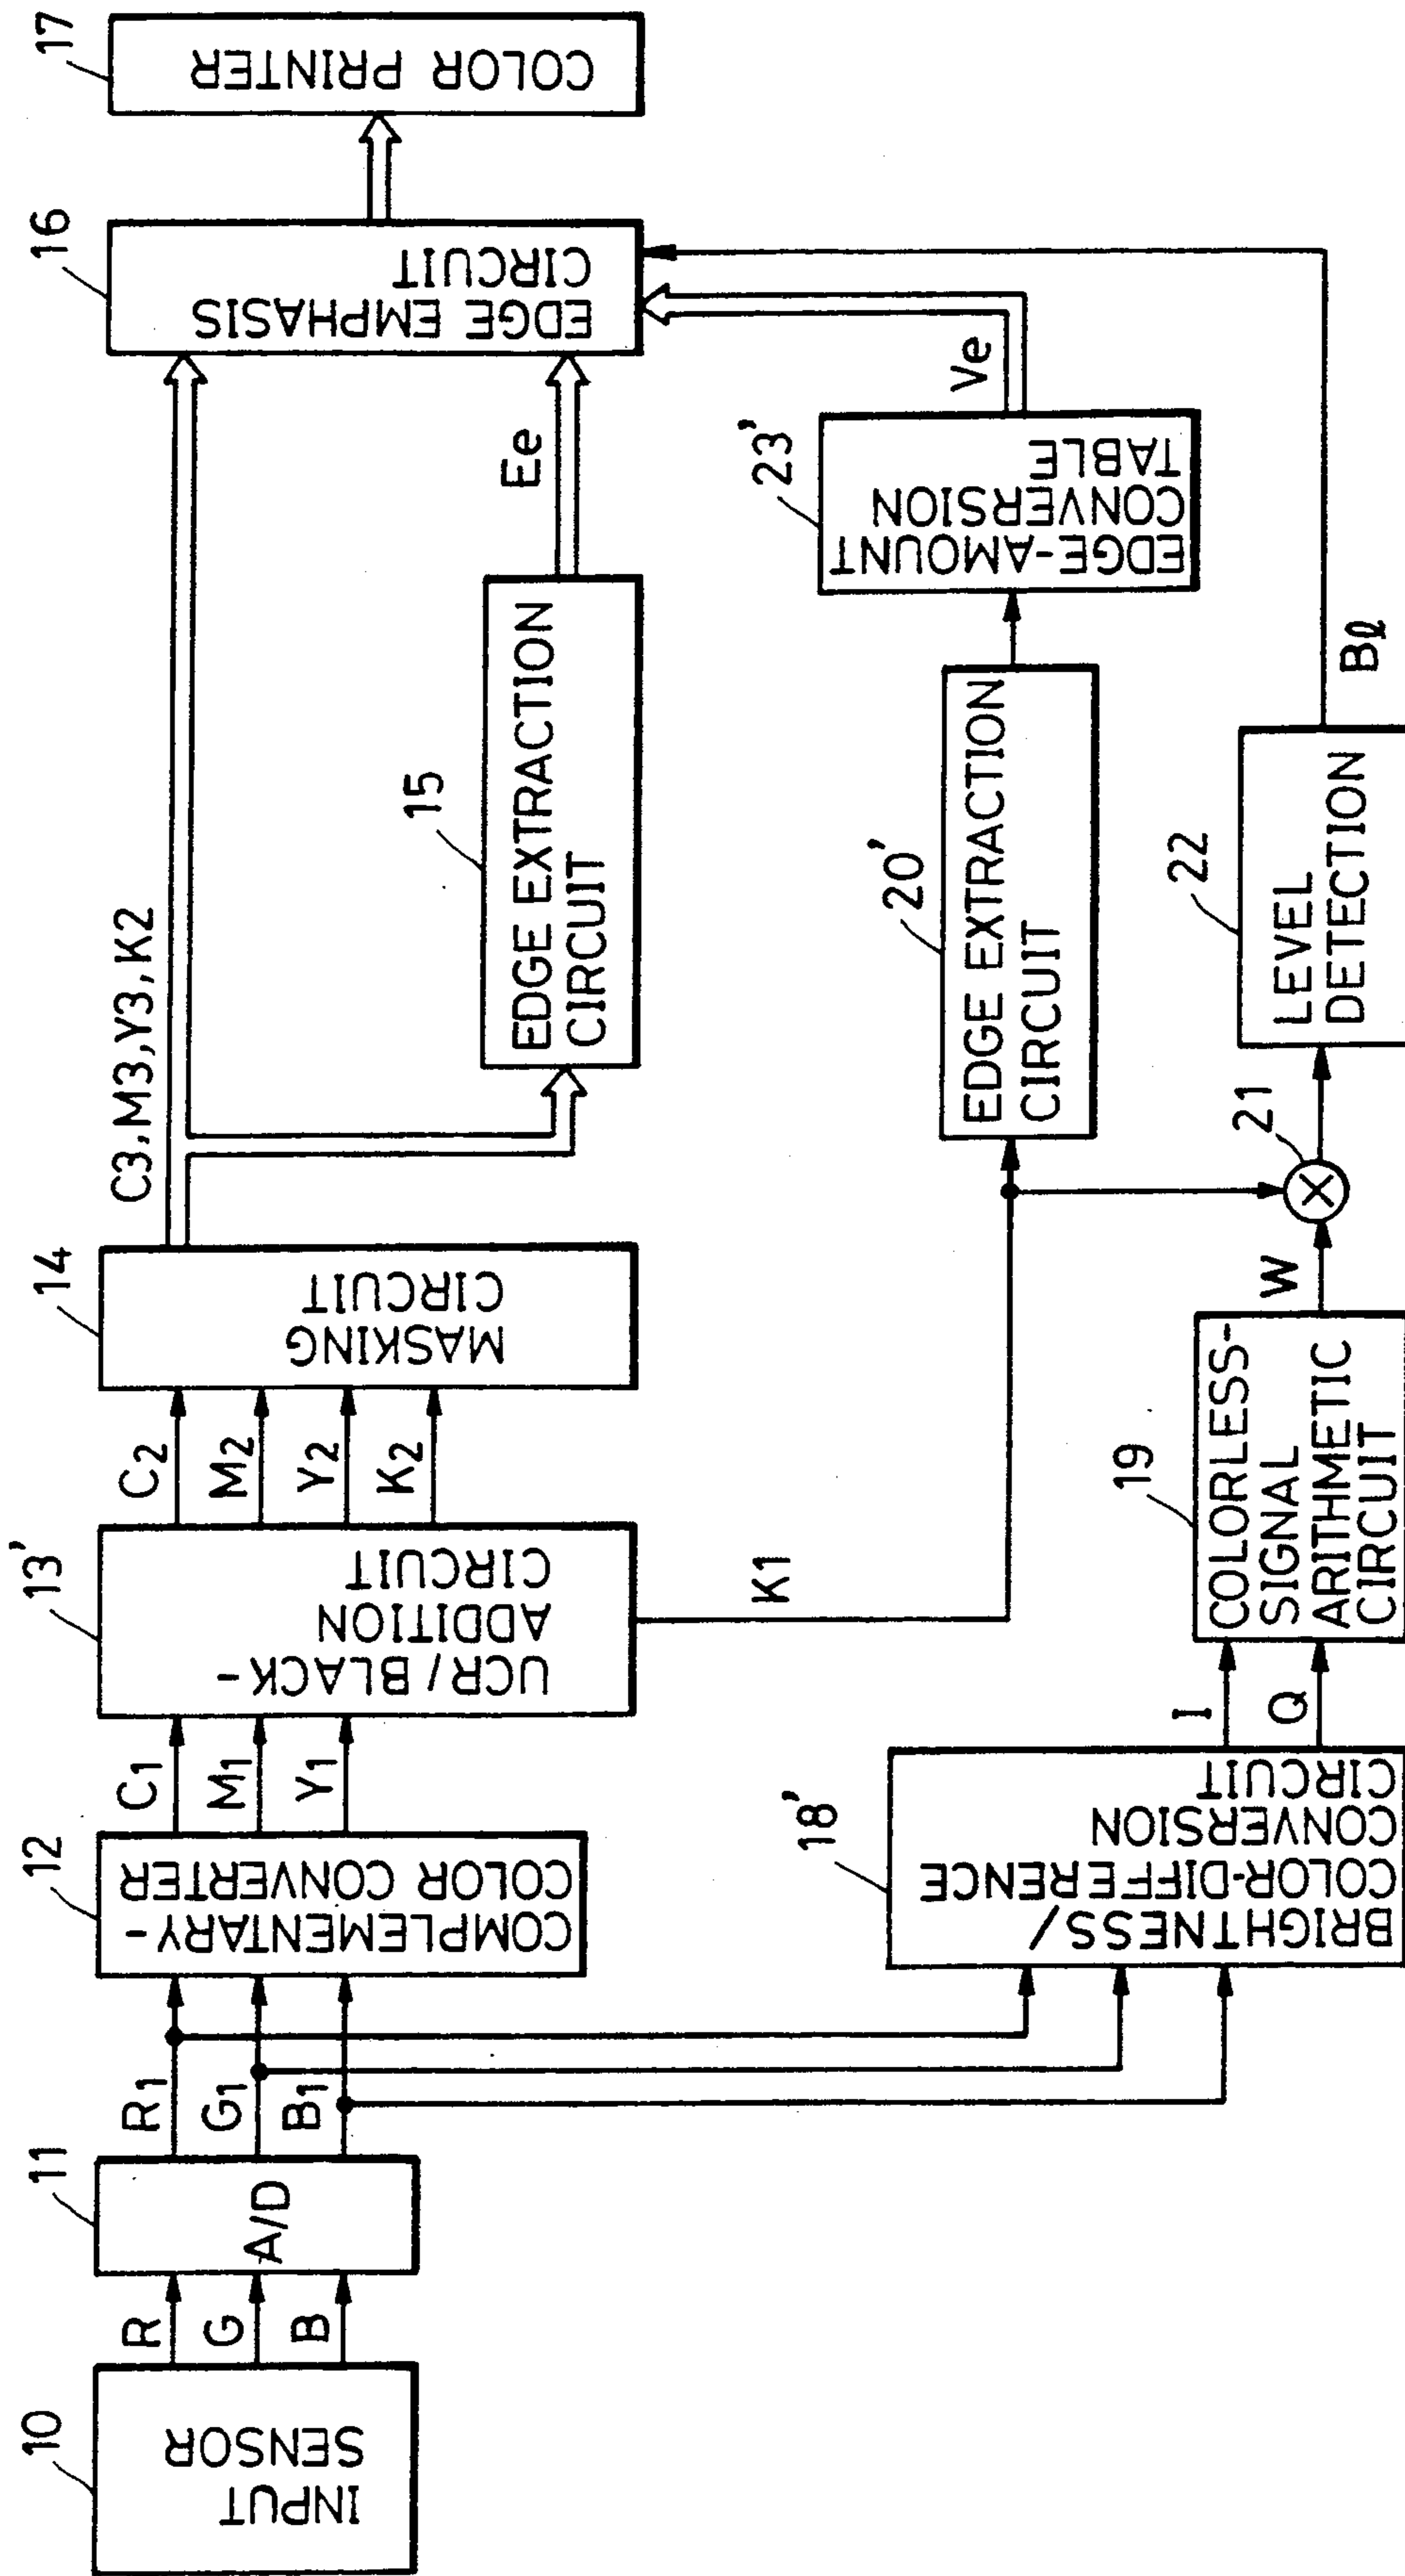 10
INPUT
SENSOR
R
G
B
11
A/D
R1
G1
B1
12
COMPLEMENTARY-
COLOR CONVERTER
C1
M1
Y1
13'
UCR/BLACK-
ADDITION
CIRCUIT
C2
M2
Y2
K2
14
MASKING
CIRCUIT
C3,M3,Y3,K2
15
EDGE EXTRACTION
CIRCUIT
Ee
16
EDGE EMPHASIS
CIRCUIT
17
COLOR PRINTER
K1
20'
EDGE EXTRACTION
CIRCUIT
23'
EDGE-AMOUNT
CONVERSION
TABLE
Ve
18'
BRIGHTNESS/
COLOR-DIFFERENCE
CONVERSION
CIRCUIT
I
Q
19
COLORLESS-
SIGNAL
ARITHMETIC
CIRCUIT
W
21
22
LEVEL
DETECTION
Bℓ